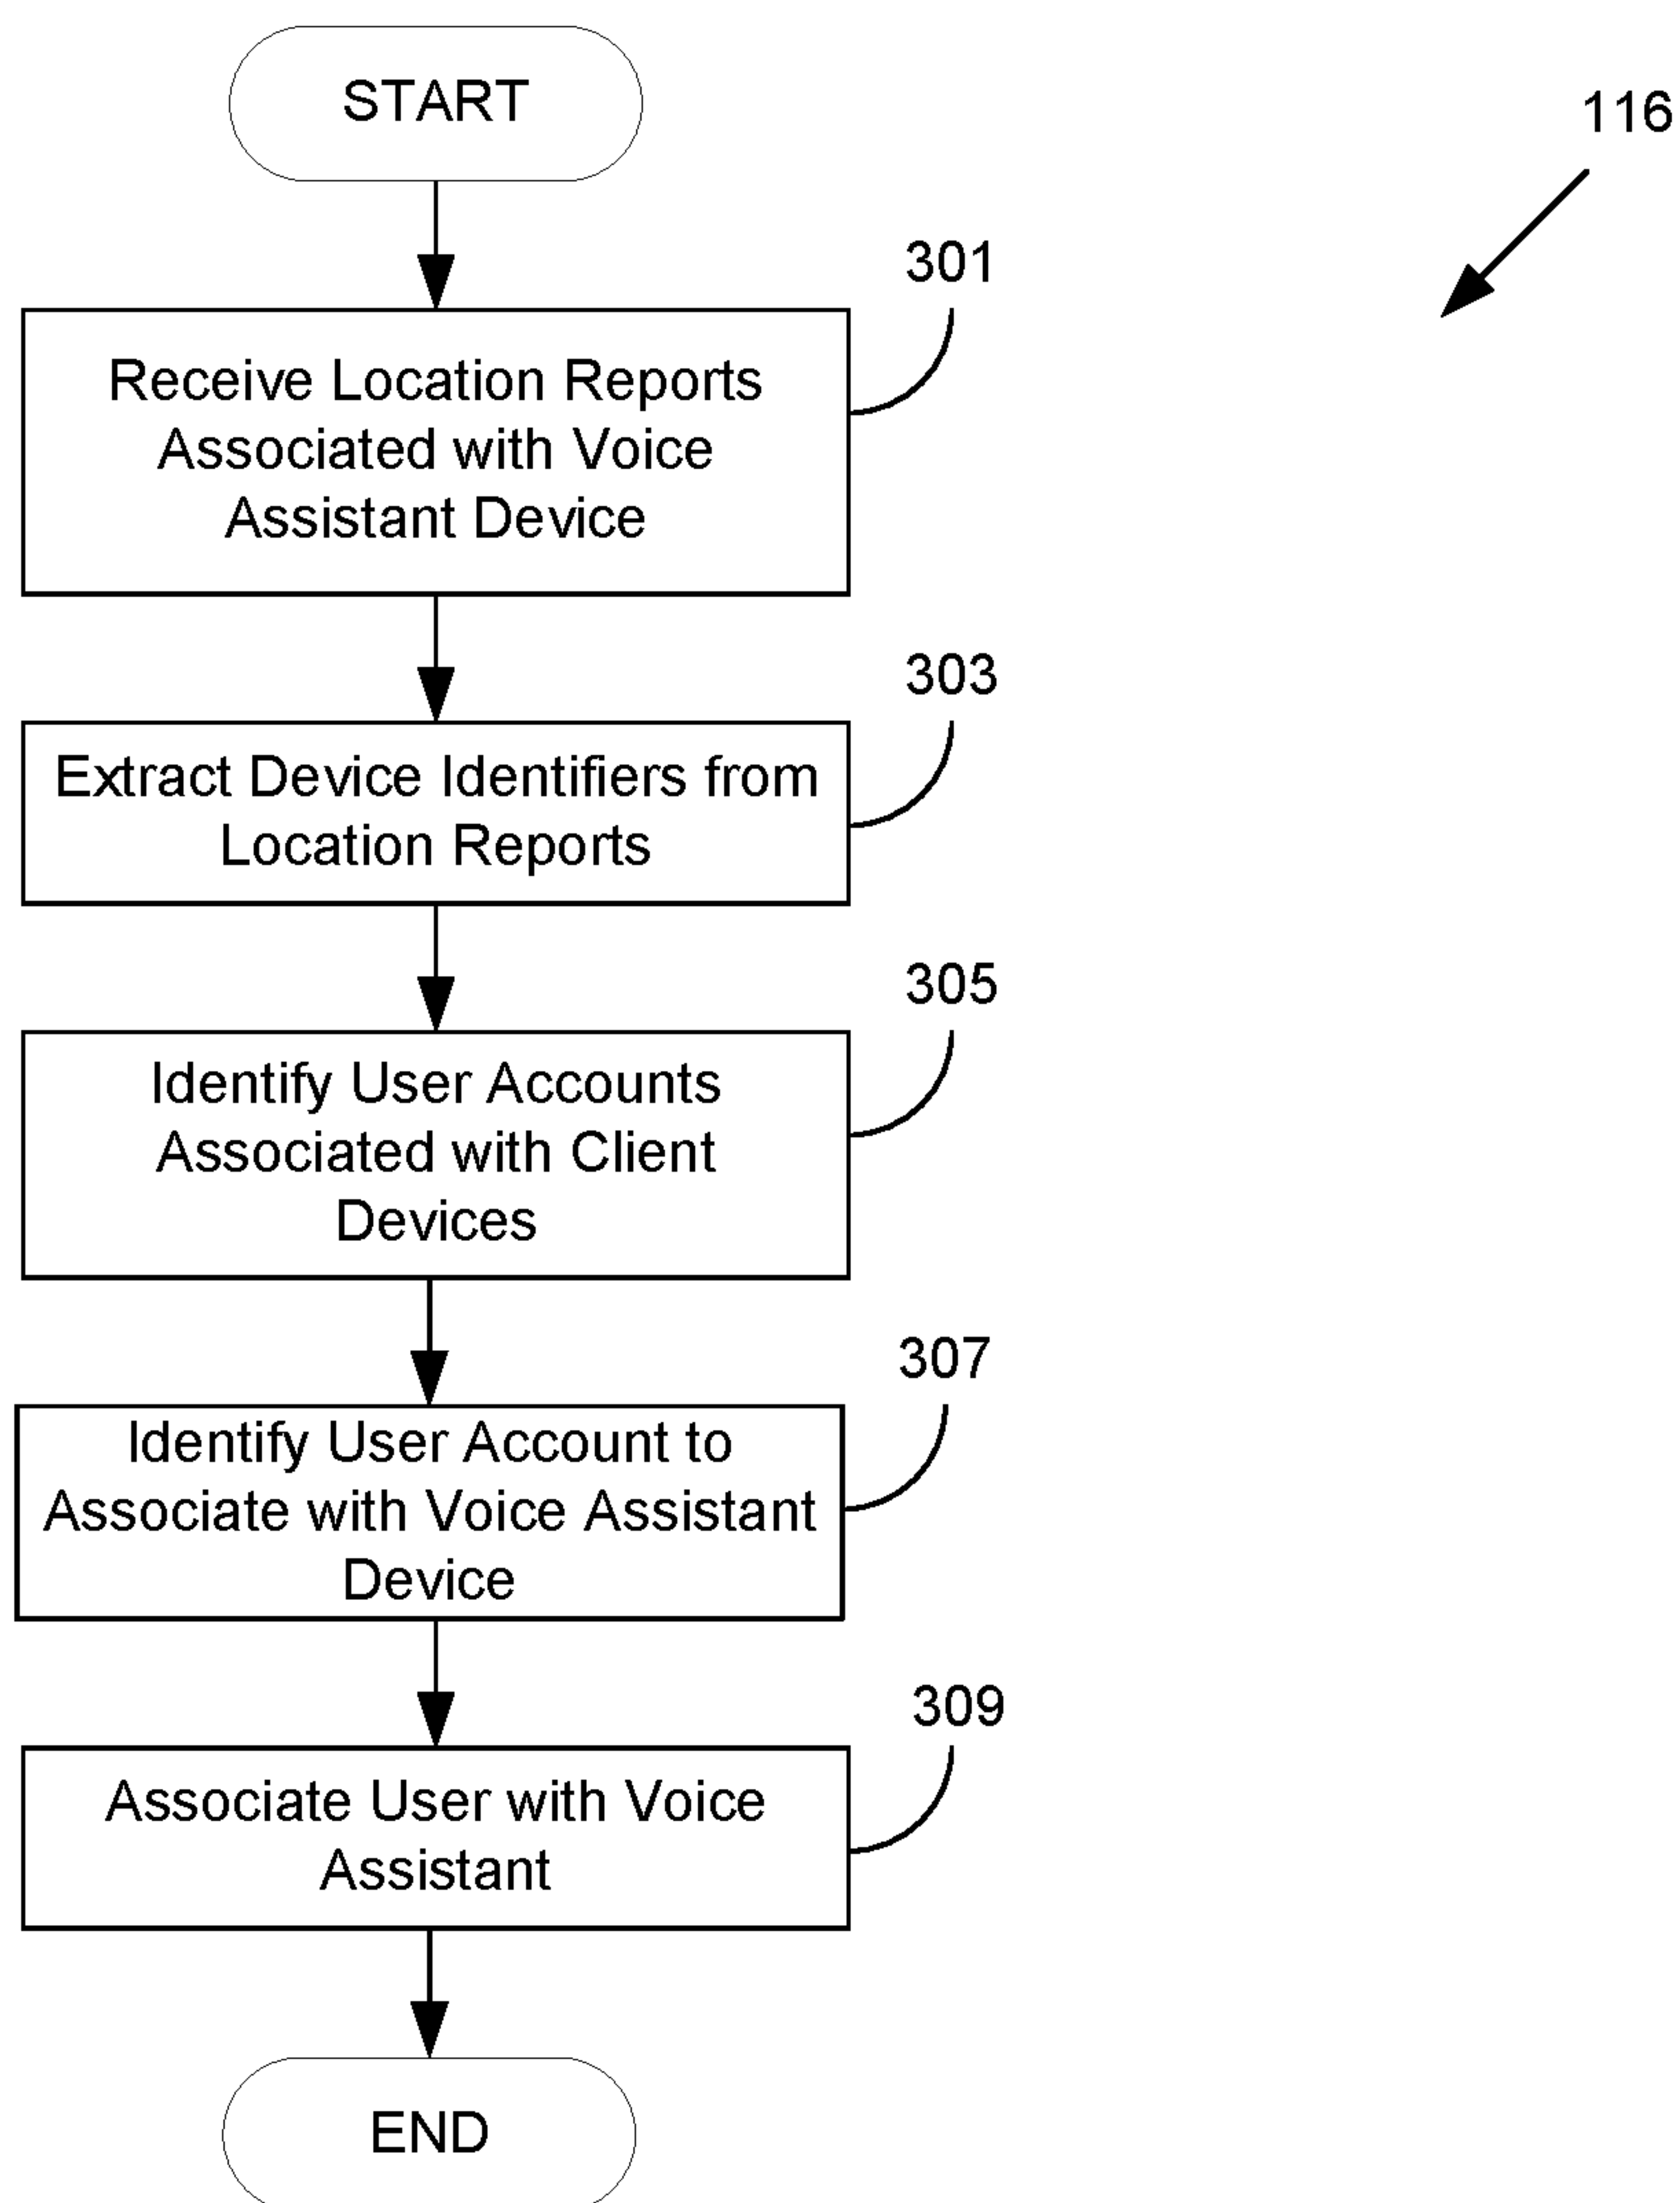 START
116
301
Receive Location Reports
Associated with Voice
Assistant Device
303
Extract Device Identifiers from
Location Reports
305
Identify User Accounts
Associated with Client
Devices
307
Identify User Account to
Associate with Voice Assistant
Device
309
Associate User with Voice
Assistant
END